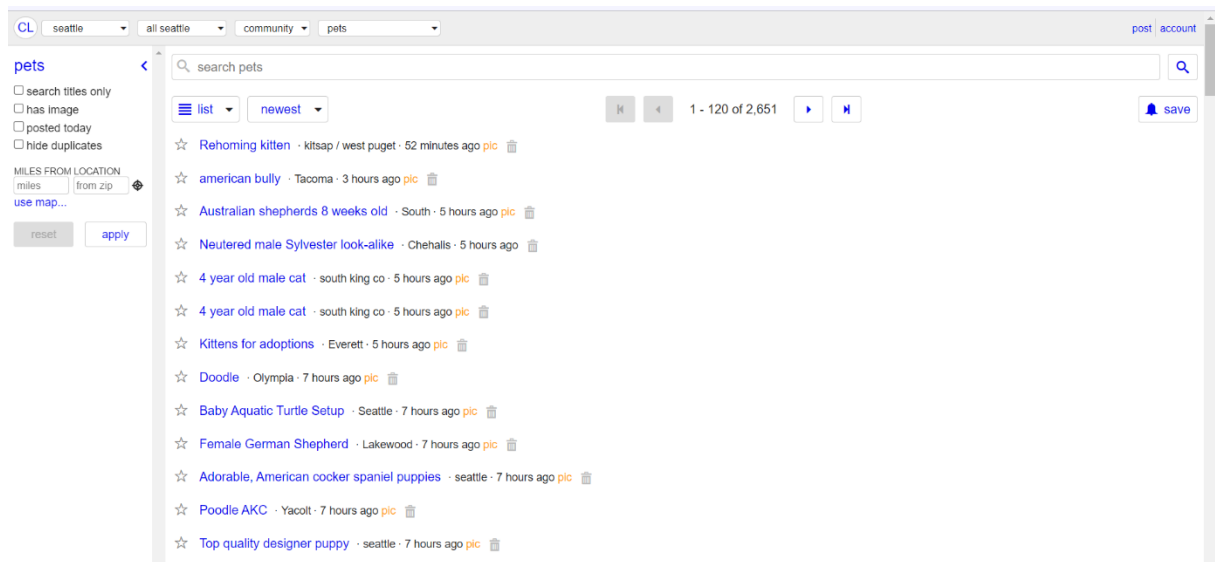 CL seattle all seattle community pets post account
pets
search titles only
has image
posted today
hide duplicates
MILES FROM LOCATION
miles from zip
use map...
reset apply
search pets
list newest 1 - 120 of 2,651 save
Rehoming kitten · kitsap / west puget · 52 minutes ago pic
american bully · Tacoma · 3 hours ago pic
Australian shepherds 8 weeks old · South · 5 hours ago pic
Neutered male Sylvester look-alike · Chehalis · 5 hours ago
4 year old male cat · south king co · 5 hours ago pic
4 year old male cat · south king co · 5 hours ago pic
Kittens for adoptions · Everett · 5 hours ago pic
Doodle · Olympia · 7 hours ago pic
Baby Aquatic Turtle Setup · Seattle · 7 hours ago pic
Female German Shepherd · Lakewood · 7 hours ago pic
Adorable, American cocker spaniel puppies · seattle · 7 hours ago pic
Poodle AKC · Yacolt · 7 hours ago pic
Top quality designer puppy · seattle · 7 hours ago pic